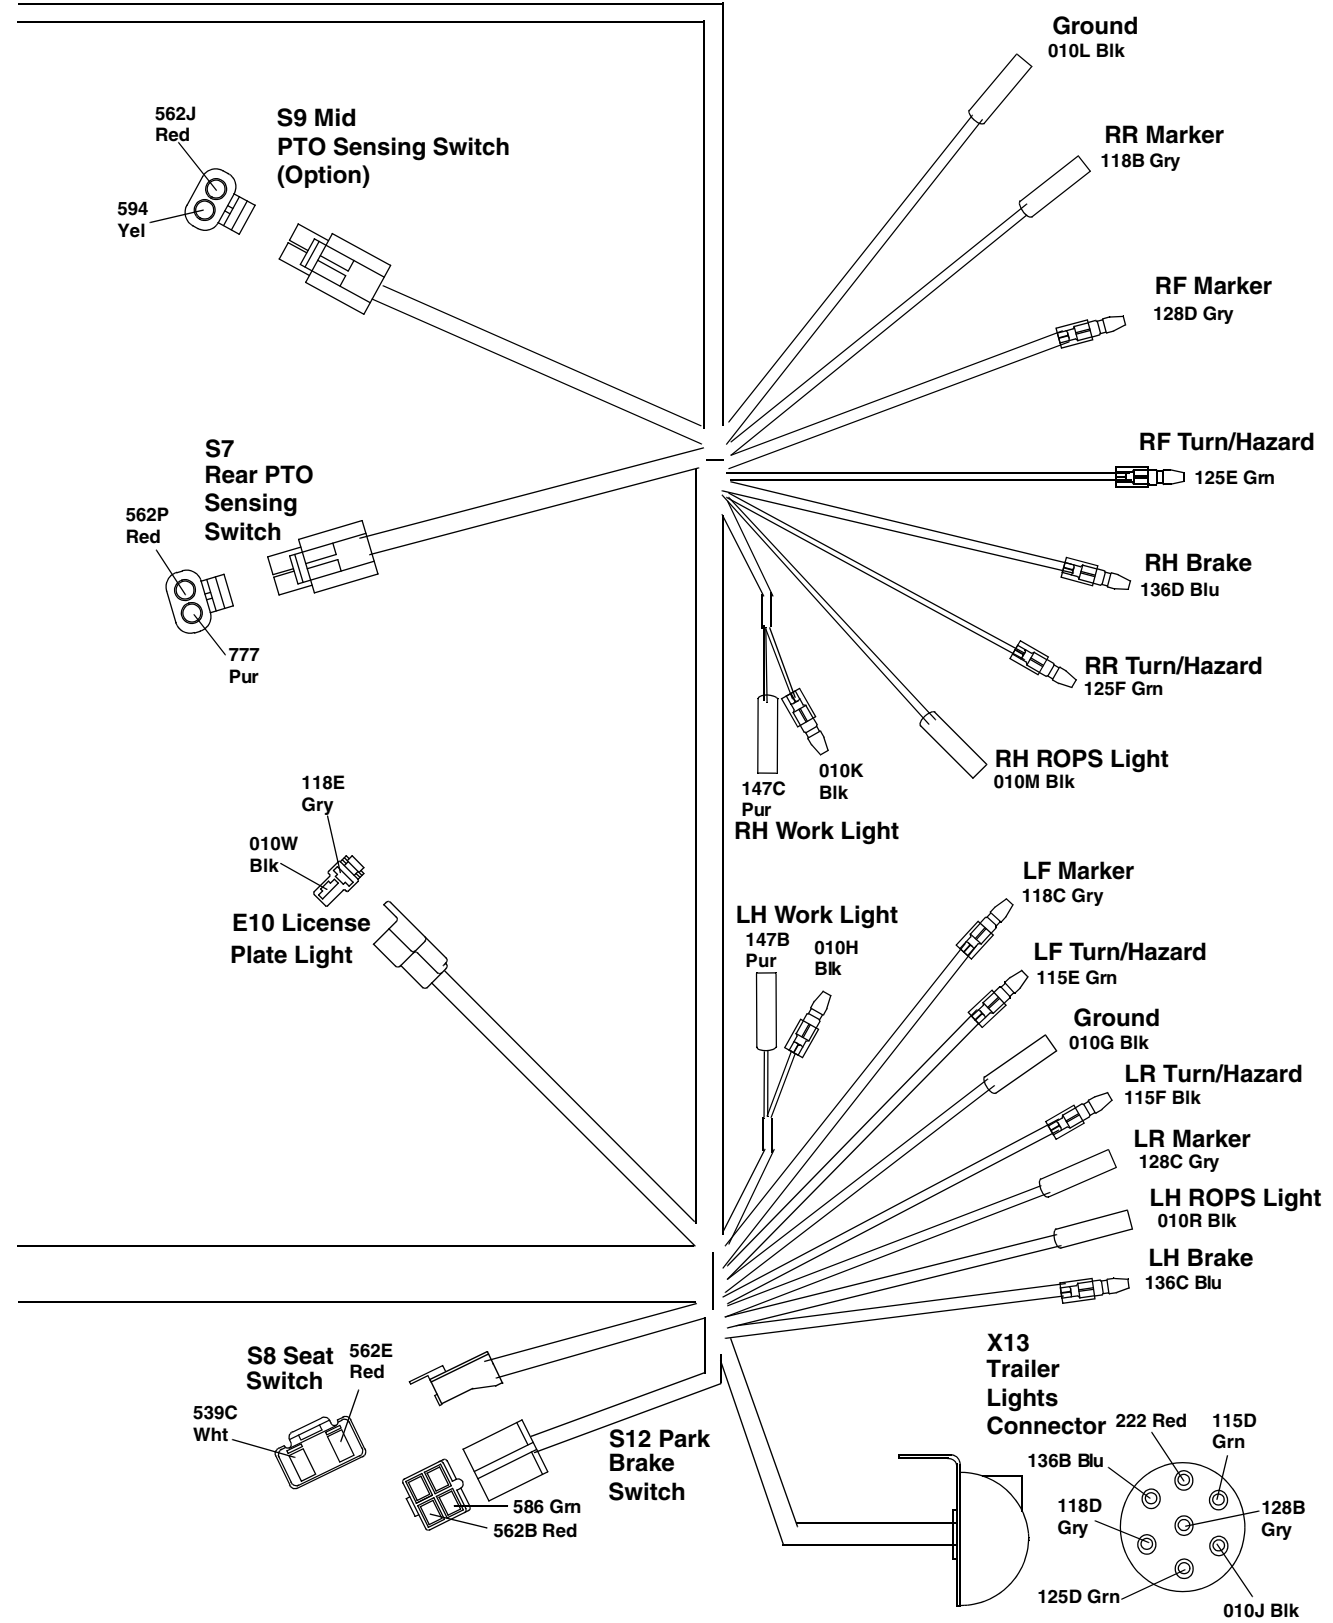 Ground
010L Blk
562J
Red
S9 Mid
PTO Sensing Switch
(Option)
594
Yel
RR Marker
118B Gry
RF Marker
128D Gry
RF Turn/Hazard
125E Grn
S7
Rear PTO
Sensing
Switch
562P
Red
777
Pur
RH Brake
136D Blu
RR Turn/Hazard
125F Grn
RH ROPS Light
010M Blk
147C
Pur
010K
Blk
RH Work Light
118E
Gry
010W
Blk
E10 License
Plate Light
LH Work Light
147B
Pur
010H
Blk
LF Marker
118C Gry
LF Turn/Hazard
115E Grn
Ground
010G Blk
LR Turn/Hazard
115F Blk
LR Marker
128C Gry
LH ROPS Light
010R Blk
LH Brake
136C Blu
S8 Seat
Switch
562E
Red
539C
Wht
S12 Park
Brake
Switch
586 Grn
562B Red
X13
Trailer
Lights
Connector
222 Red
115D
Grn
136B Blu
118D
Gry
128B
Gry
125D Grn
010J Blk